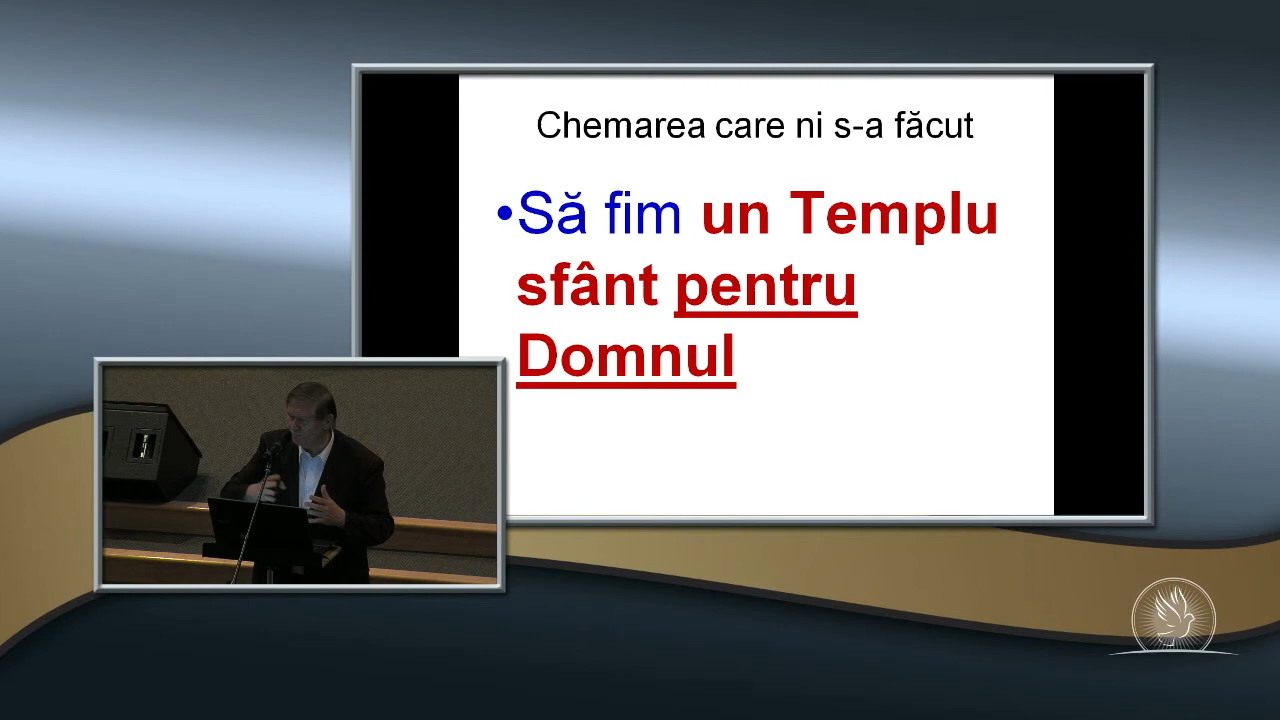 Chemarea care ni s-a făcut
•Să fim un Templu
sfânt pentru
Domnul